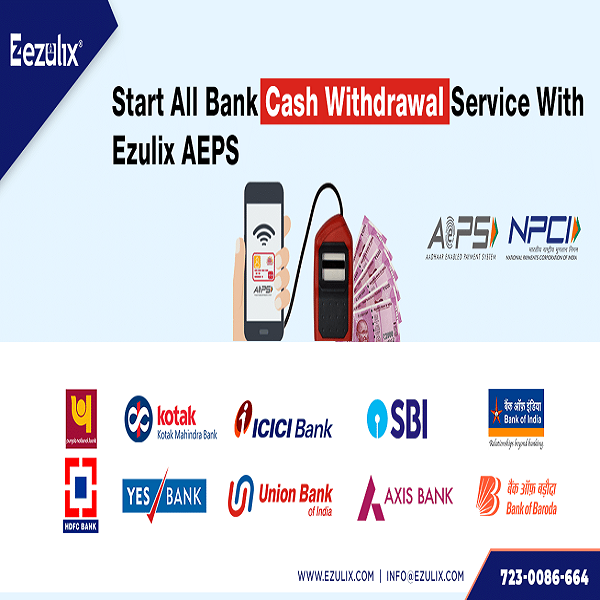 Ezezulix®
Start All Bank Cash Withdrawal Service With
Ezulix AEPS
AEPS
AEPS
AADHAAR ENABLED PAYMENT SYSTEM
NPCI
भारतीय राष्ट्रीय भुगतान निगम
NATIONAL PAYMENTS CORPORATION OF INDIA
punjab national bank
kotak
Kotak Mahindra Bank
ICICI Bank
SBI
बैंक ऑफ़ इंडिया
Bank of India
Relationships beyond banking
HDFC BANK
YES BANK
Union Bank
of India
AXIS BANK
बैंक ऑफ़ बड़ौदा
Bank of Baroda
WWW.EZULIX.COM | INFO@EZULIX.COM
723-0086-664